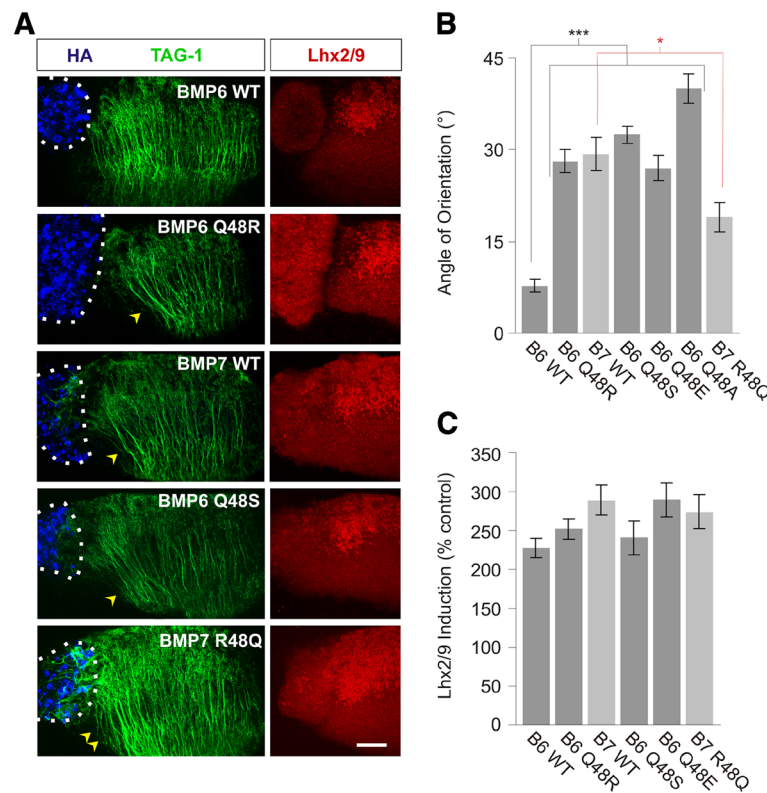 A
HA TAG-1 Lhx2/9
BMP6 WT
BMP6 Q48R
BMP7 WT
BMP6 Q48S
BMP7 R48Q
B
***
*
Angle of Orientation (°)
45
30
15
0
B6 WT
B6 Q48R
B7 WT
B6 Q48S
B6 Q48E
B6 Q48A
B7 R48Q
C
Lhx2/9 Induction (% control)
350
300
250
200
150
100
50
0
B6 WT
B6 Q48R
B7 WT
B6 Q48S
B6 Q48E
B7 R48Q